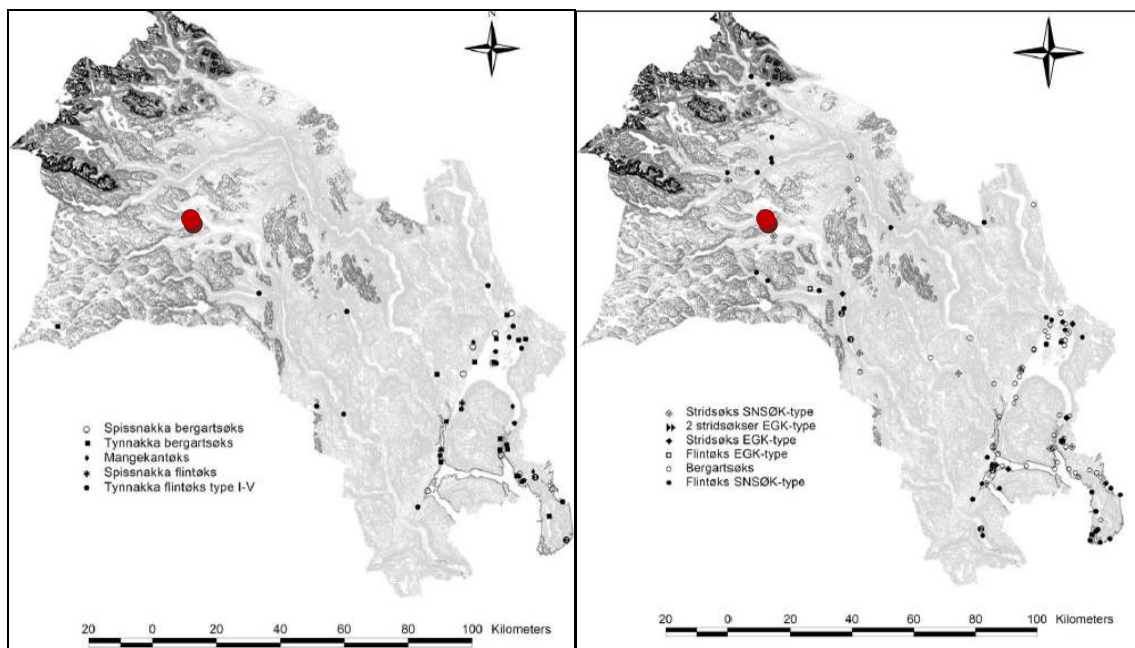 N
Spissnakka bergartsøks
Tynnakka bergartsøks
Mangekantøks
Spissnakka flintøks
Tynnakka flintøks type I-V
20 0 20 40 60 80 100 Kilometers
Stridsøks SNSØK-type
2 stridsøkser EGK-type
Stridsøks EGK-type
Flintøks EGK-type
Bergartsøks
Flintøks SNSØK-type
20 0 20 40 60 80 100 Kilometers